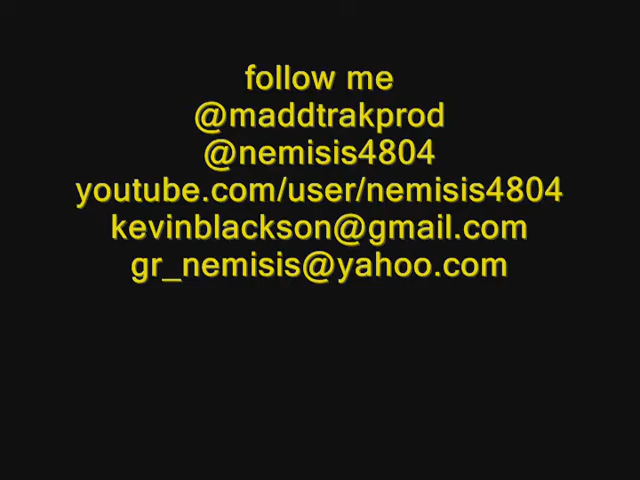 follow me
@maddtrakprod
@nemisis4804
youtube.com/user/nemisis4804
kevinblackson@gmail.com
gr_nemisis@yahoo.com